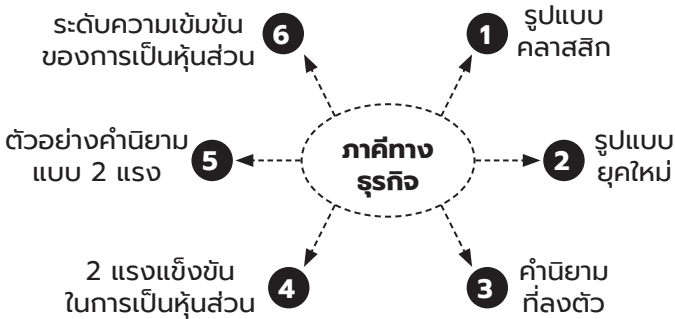 ภาคีทาง
ธุรกิจ
1
รูปแบบ
คลาสสิก
2
รูปแบบ
ยุคใหม่
3
คำนิยาม
ที่ลงตัว
4
2 แรงแข็งขัน
ในการเป็นหุ้นส่วน
5
ตัวอย่างคำนิยาม
แบบ 2 แรง
6
ระดับความเข้มข้น
ของการเป็นหุ้นส่วน